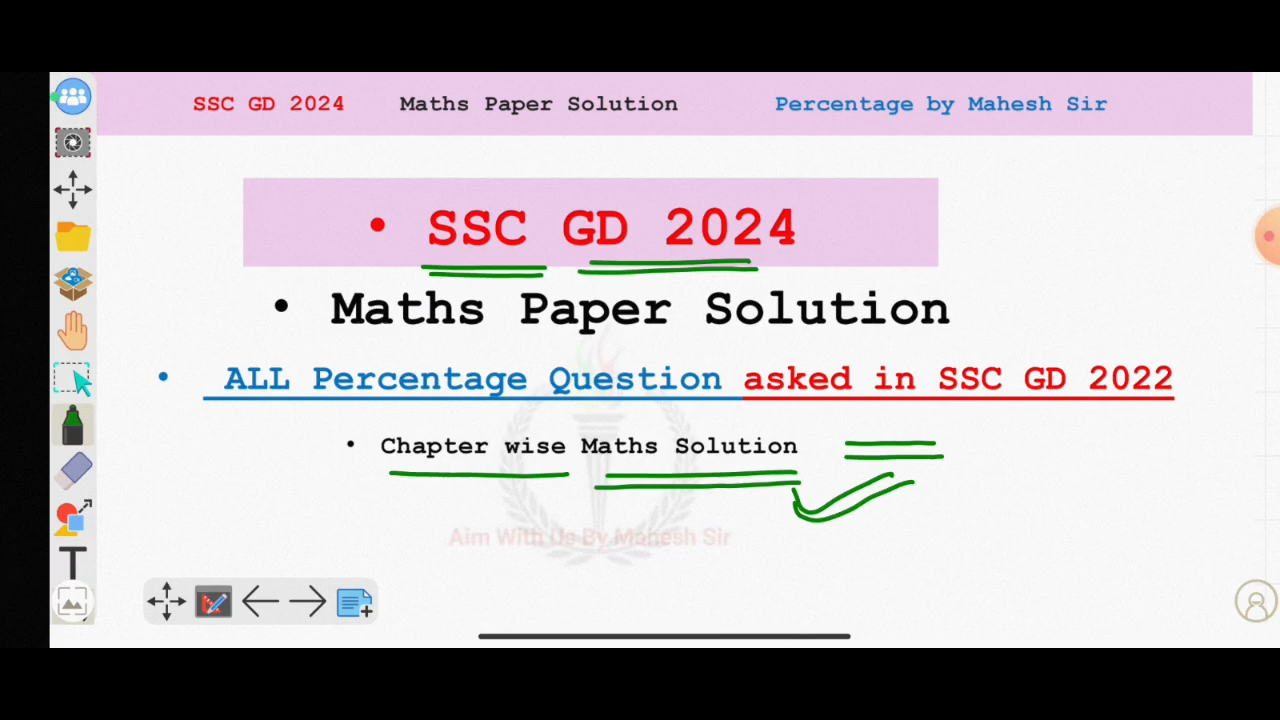 SSC GD 2024 Maths Paper Solution Percentage by Mahesh Sir
• SSC GD 2024
• Maths Paper Solution
• ALL Percentage Question asked in SSC GD 2022
• Chapter wise Maths Solution
Aim With Us By Mahesh Sir
T